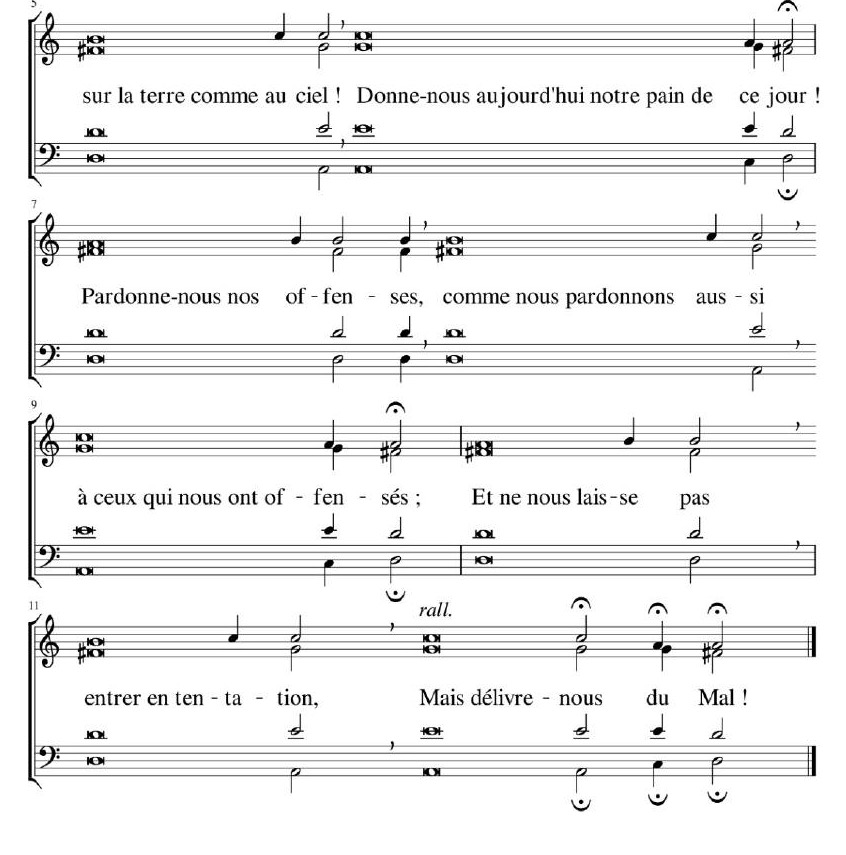 5
sur la terre comme au ciel ! Donne-nous aujourd'hui notre pain de ce jour !
7
Pardonne-nous nos of - fen - ses, comme nous pardonnons aus - si
9
à ceux qui nous ont of - fen - sés ; Et ne nous lais - se pas
11
rall.
entrer en ten - ta - tion, Mais délivre - nous du Mal !